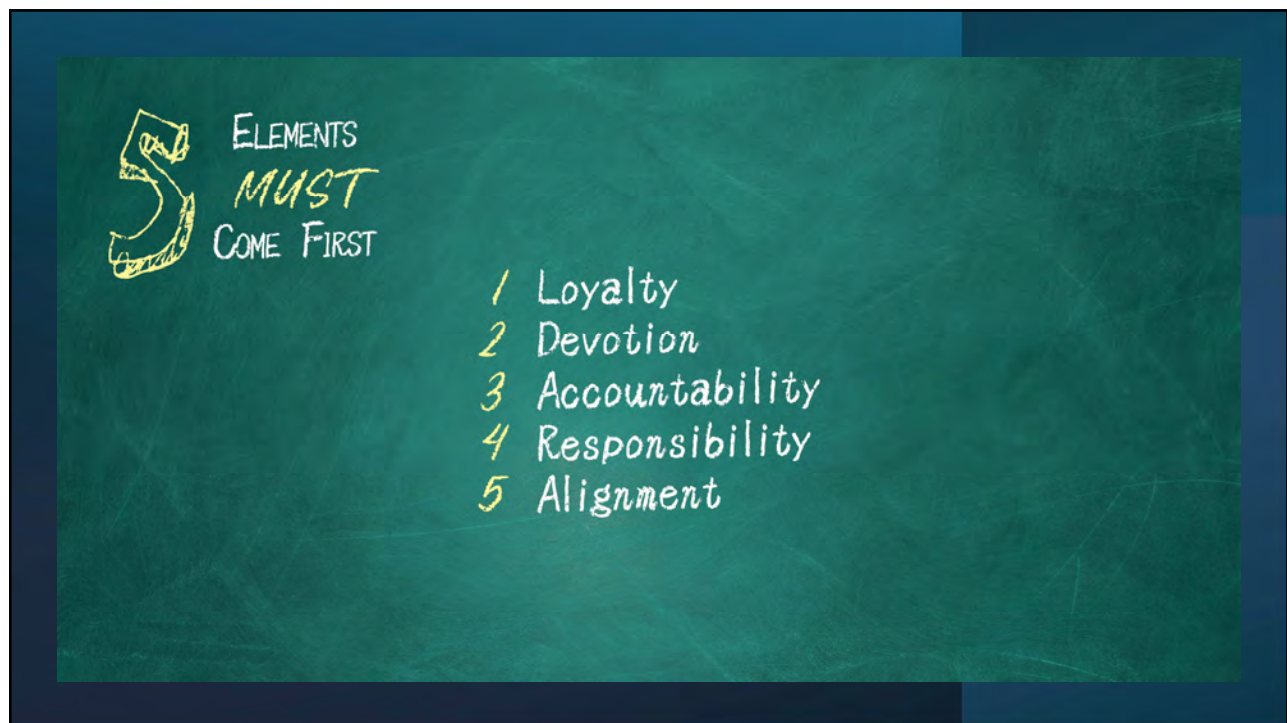 5
ELEMENTS
MUST
COME FIRST
1 Loyalty
2 Devotion
3 Accountability
4 Responsibility
5 Alignment